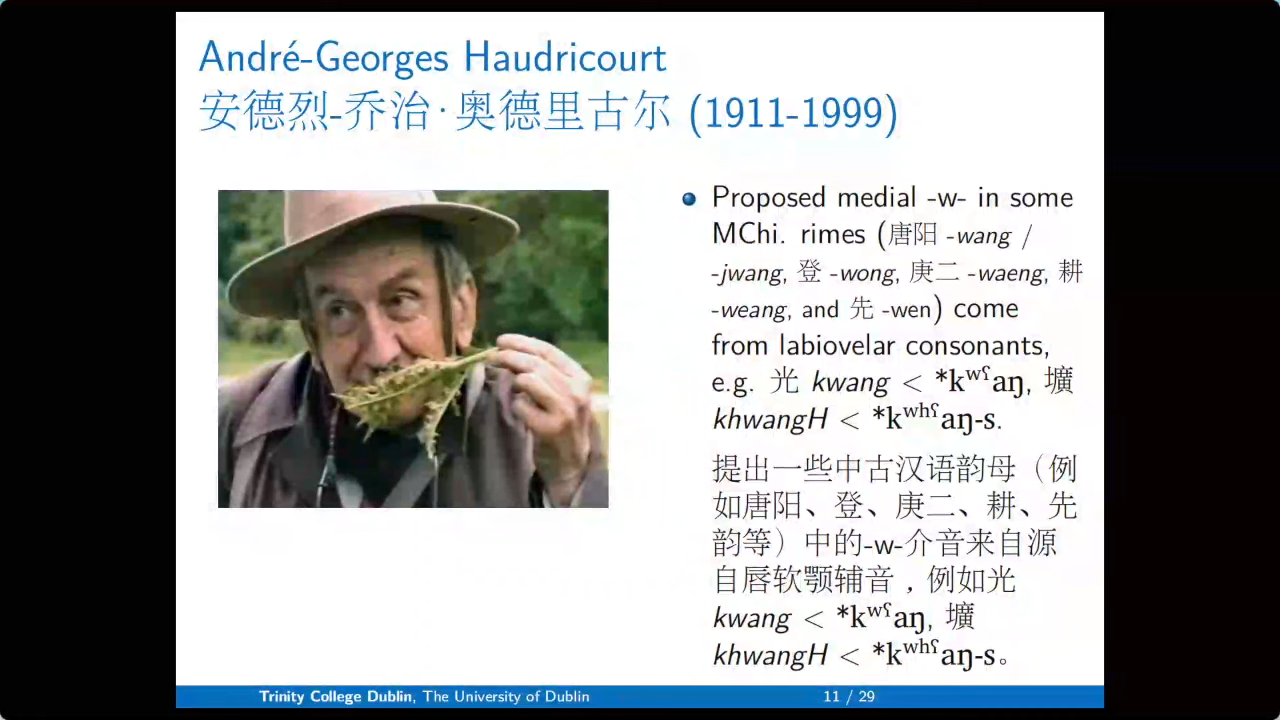 André-Georges Haudricourt
安德烈-乔治·奥德里古尔 (1911-1999)
Proposed medial -w- in some
MChi. rimes (唐阳 -wang /
-jwang, 登 -wong, 庚二 -waeng, 耕
-weang, and 先 -wen) come
from labiovelar consonants,
e.g. 光 kwang < *kʷˤaŋ, 壙
khwangH < *kʷʰˤaŋ-s.
提出一些中古汉语韵母（例
如唐阳、登、庚二、耕、先
韵等）中的-w-介音来自源
自唇软颚辅音，例如光
kwang < *kʷˤaŋ, 壙
khwangH < *kʷʰˤaŋ-s。
Trinity College Dublin, The University of Dublin
11 / 29